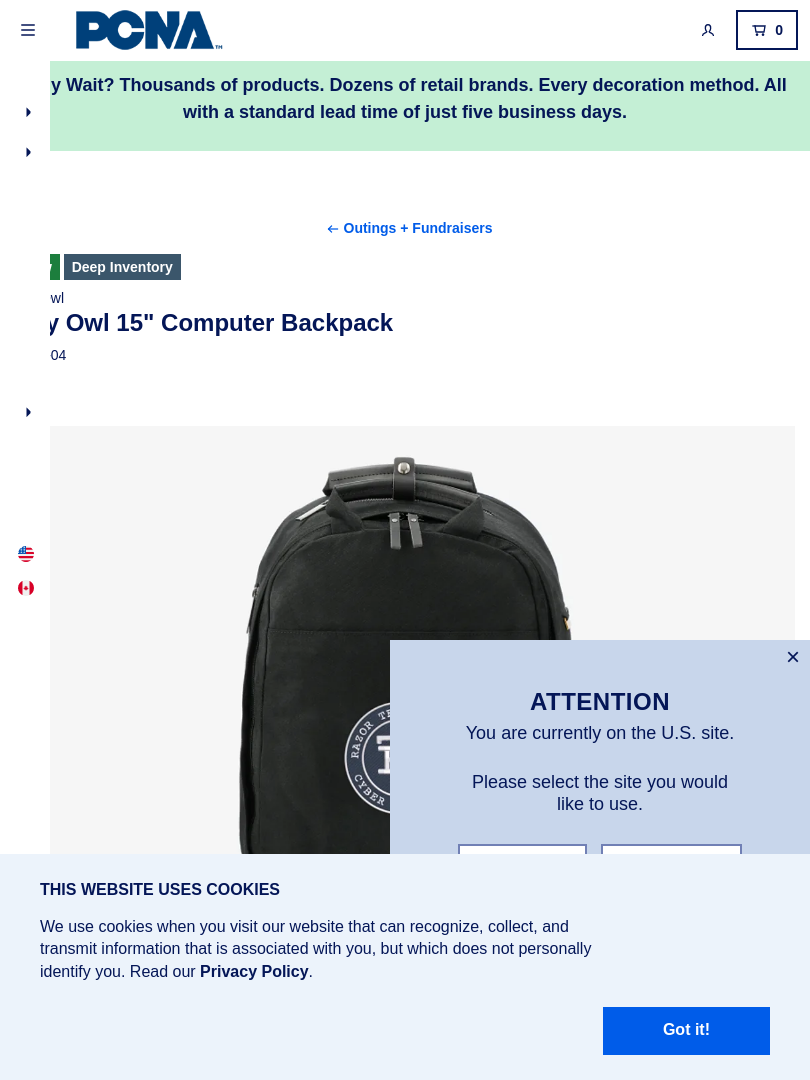 PCNA
0
Wait? Thousands of products. Dozens of retail brands. Every decoration method. All
with a standard lead time of just five business days.
← Outings + Fundraisers
Deep Inventory
Owl 15" Computer Backpack
RAZOR
CYBER
×
ATTENTION
You are currently on the U.S. site.
Please select the site you would
like to use.
THIS WEBSITE USES COOKIES
We use cookies when you visit our website that can recognize, collect, and
transmit information that is associated with you, but which does not personally
identify you. Read our Privacy Policy.
Got it!